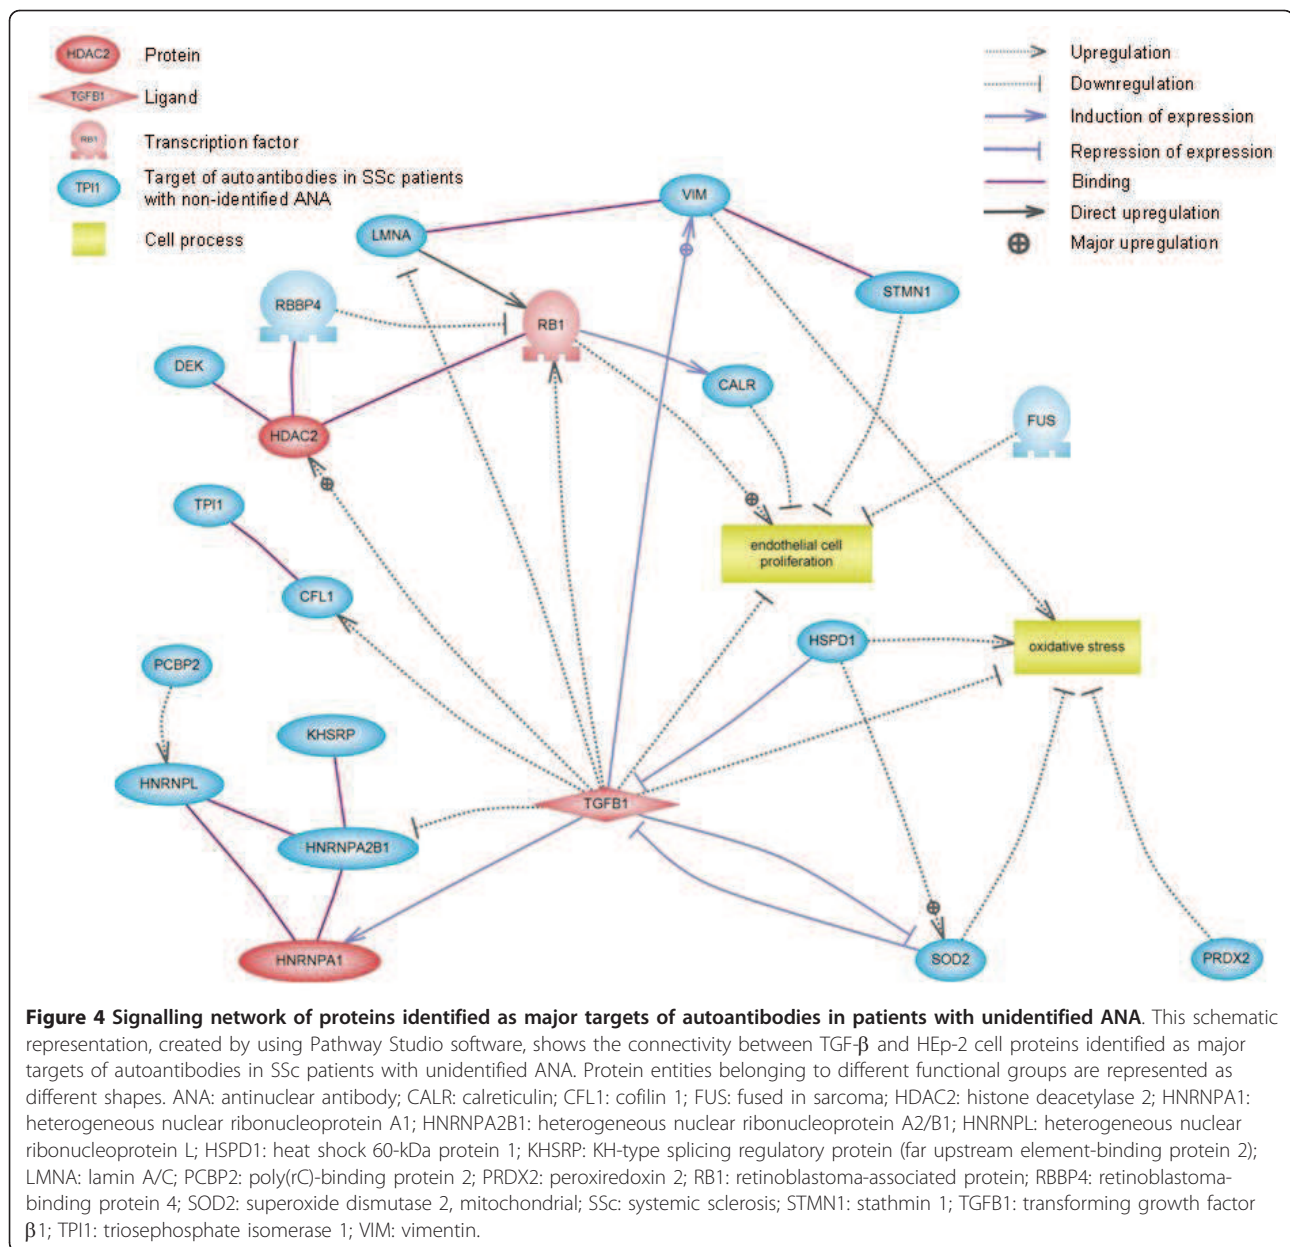 HDAC2 Protein
TGFB1 Ligand
RB1 Transcription factor
TPI1 Target of autoantibodies in SSc patients
with non-identified ANA
Cell process
Upregulation
Downregulation
Induction of expression
Repression of expression
Binding
Direct upregulation
Major upregulation
VIM
LMNA
STMN1
RBBP4
RB1
DEK
CALR
HDAC2
FUS
TPI1
endothelial cell
proliferation
CFL1
HSPD1
oxidative stress
PCBP2
KHSRP
HNRNPL
TGFB1
HNRNPA2B1
HNRNPA1
SOD2
PRDX2
Figure 4 Signalling network of proteins identified as major targets of autoantibodies in patients with unidentified ANA. This schematic
representation, created by using Pathway Studio software, shows the connectivity between TGF-β and HEp-2 cell proteins identified as major
targets of autoantibodies in SSc patients with unidentified ANA. Protein entities belonging to different functional groups are represented as
different shapes. ANA: antinuclear antibody; CALR: calreticulin; CFL1: cofilin 1; FUS: fused in sarcoma; HDAC2: histone deacetylase 2; HNRNPA1:
heterogeneous nuclear ribonucleoprotein A1; HNRNPA2B1: heterogeneous nuclear ribonucleoprotein A2/B1; HNRNPL: heterogeneous nuclear
ribonucleoprotein L; HSPD1: heat shock 60-kDa protein 1; KHSRP: KH-type splicing regulatory protein (far upstream element-binding protein 2);
LMNA: lamin A/C; PCBP2: poly(rC)-binding protein 2; PRDX2: peroxiredoxin 2; RB1: retinoblastoma-associated protein; RBBP4: retinoblastoma-
binding protein 4; SOD2: superoxide dismutase 2, mitochondrial; SSc: systemic sclerosis; STMN1: stathmin 1; TGFB1: transforming growth factor
β1; TPI1: triosephosphate isomerase 1; VIM: vimentin.